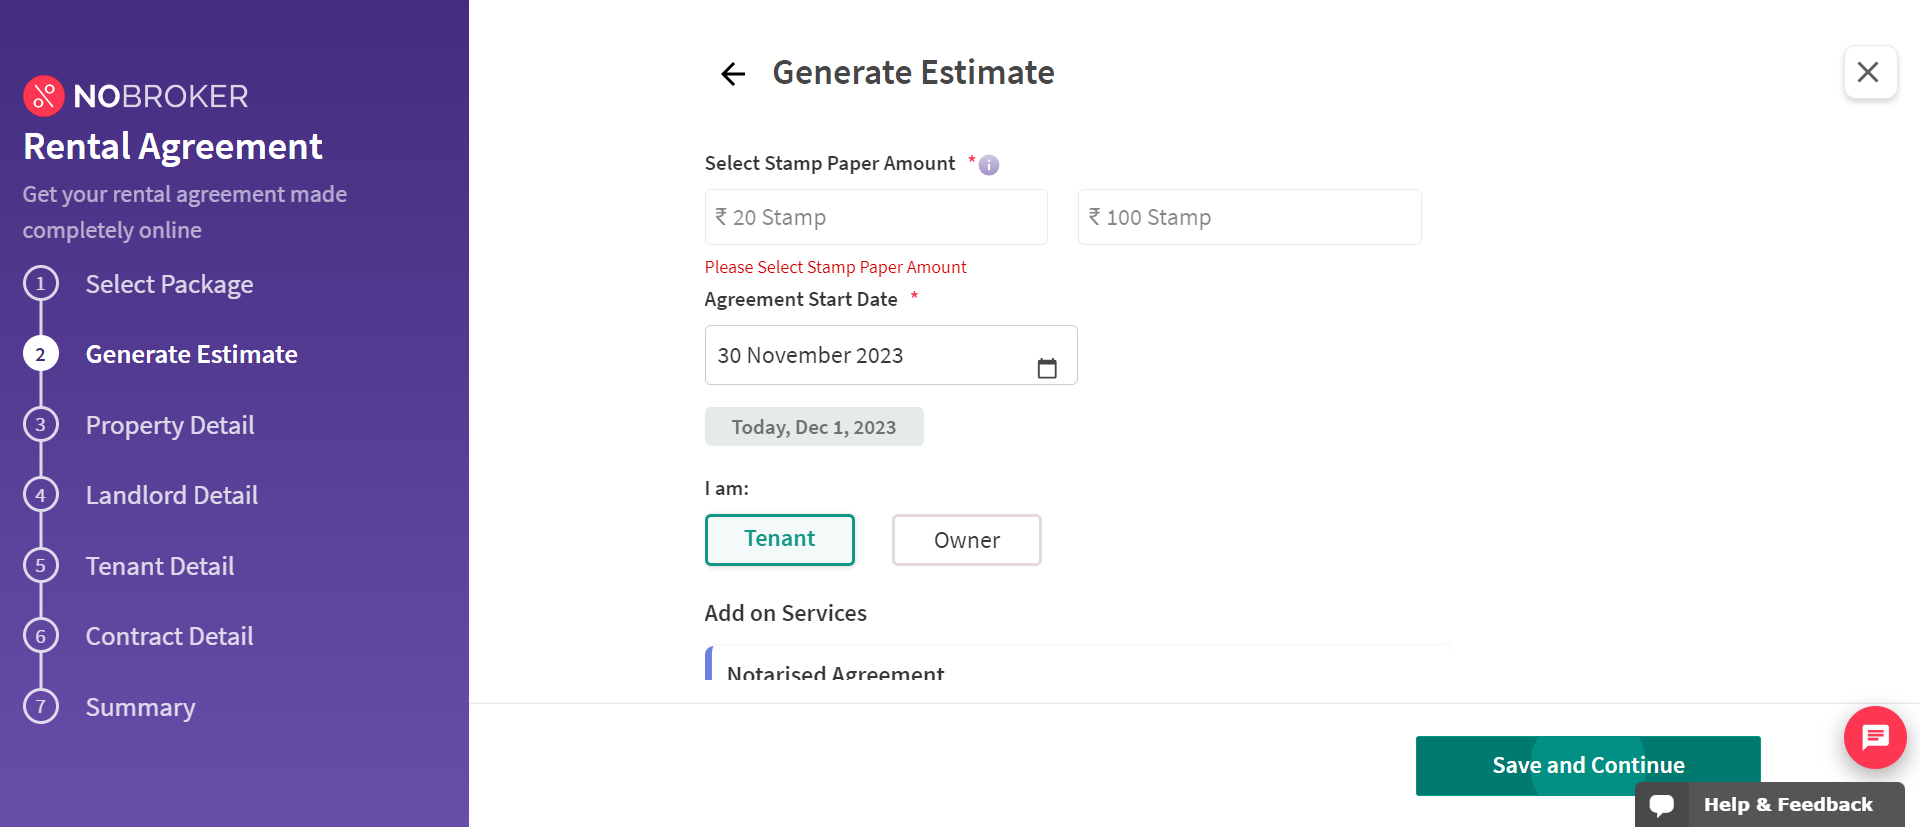 NOBROKER
Rental Agreement
Get your rental agreement made
completely online
1 Select Package
2 Generate Estimate
3 Property Detail
4 Landlord Detail
5 Tenant Detail
6 Contract Detail
7 Summary
Generate Estimate
Select Stamp Paper Amount * i
₹ 20 Stamp
₹ 100 Stamp
Please Select Stamp Paper Amount
Agreement Start Date *
30 November 2023
Today, Dec 1, 2023
I am:
Tenant
Owner
Add on Services
Notarised Agreement
Save and Continue
Help & Feedback